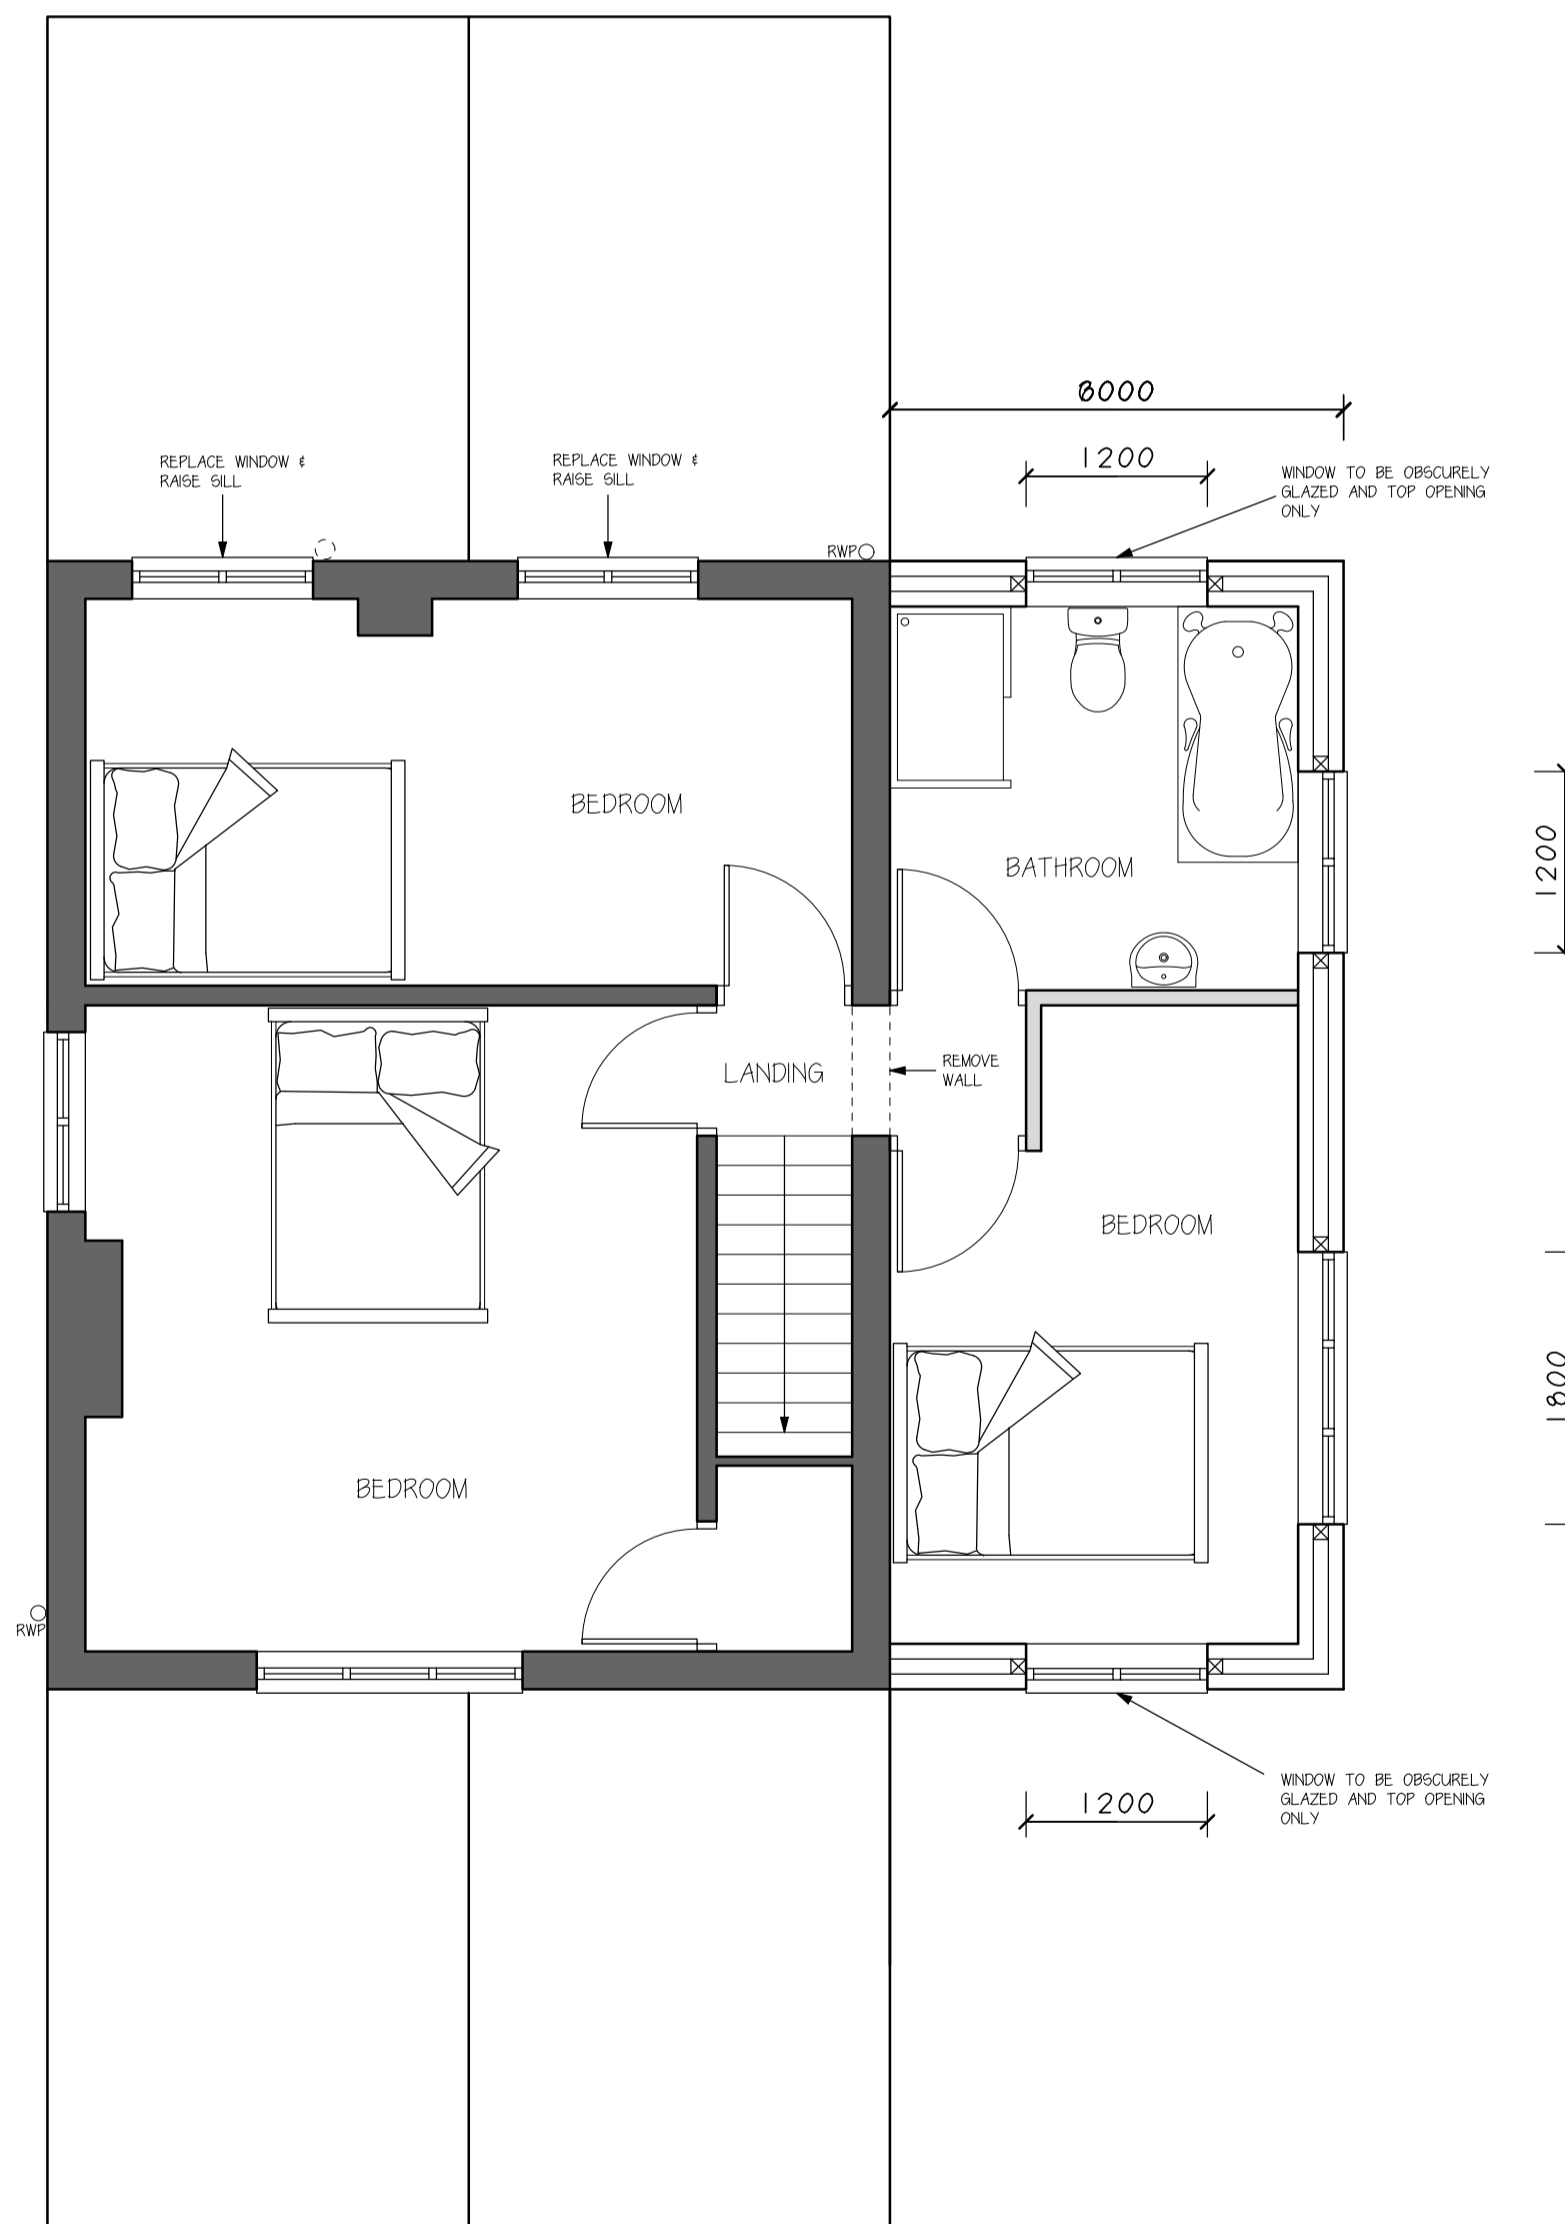 1200
REPLACE WINDOW &
RAISE SILL
REPLACE WINDOW &
RAISE SILL
WINDOW TO BE OBSCURELY
GLAZED AND TOP OPENING
ONLY
RWP
BEDROOM
BATHROOM
1200
LANDING
REMOVE
WALL
BEDROOM
1800
BEDROOM
RWP
WINDOW TO BE OBSCURELY
GLAZED AND TOP OPENING
ONLY
1200